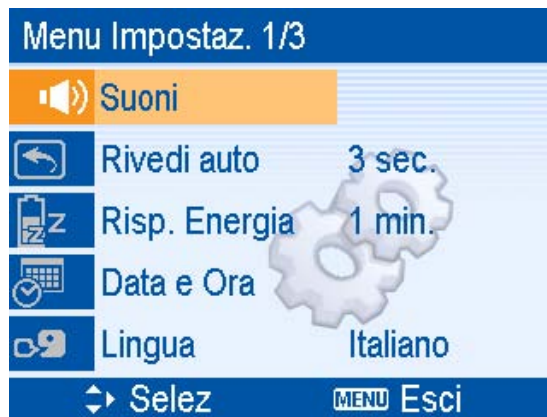 Menu Impostaz. 1/3
Suoni
Rivedi auto 3 sec.
Risp. Energia 1 min.
Data e Ora
Lingua Italiano
Selez MENU Esci